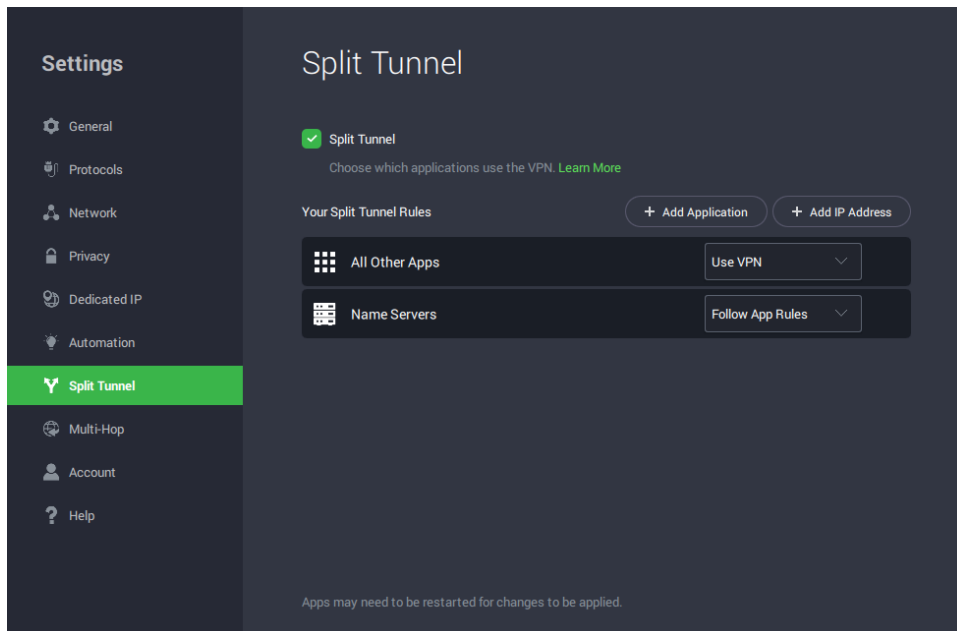 Settings
General
Protocols
Network
Privacy
Dedicated IP
Automation
Split Tunnel
Multi-Hop
Account
Help
Split Tunnel
Split Tunnel
Choose which applications use the VPN. Learn More
Your Split Tunnel Rules + Add Application + Add IP Address
All Other Apps Use VPN
Name Servers Follow App Rules
Apps may need to be restarted for changes to be applied.